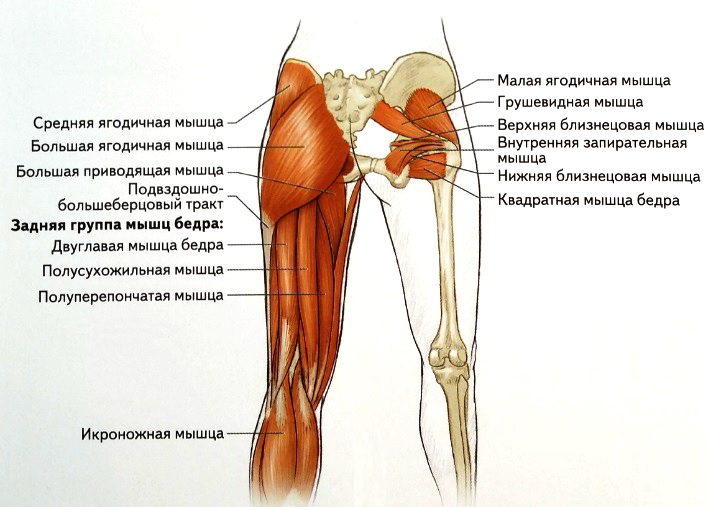 Средняя ягодичная мышца
Большая ягодичная мышца
Большая приводящая мышца
Подвздошно-
большеберцовый тракт
Задняя группа мышц бедра:
Двуглавая мышца бедра
Полусухожильная мышца
Полуперепончатая мышца
Икроножная мышца
Малая ягодичная мышца
Грушевидная мышца
Верхняя близнецовая мышца
Внутренняя запирательная
мышца
Нижняя близнецовая мышца
Квадратная мышца бедра